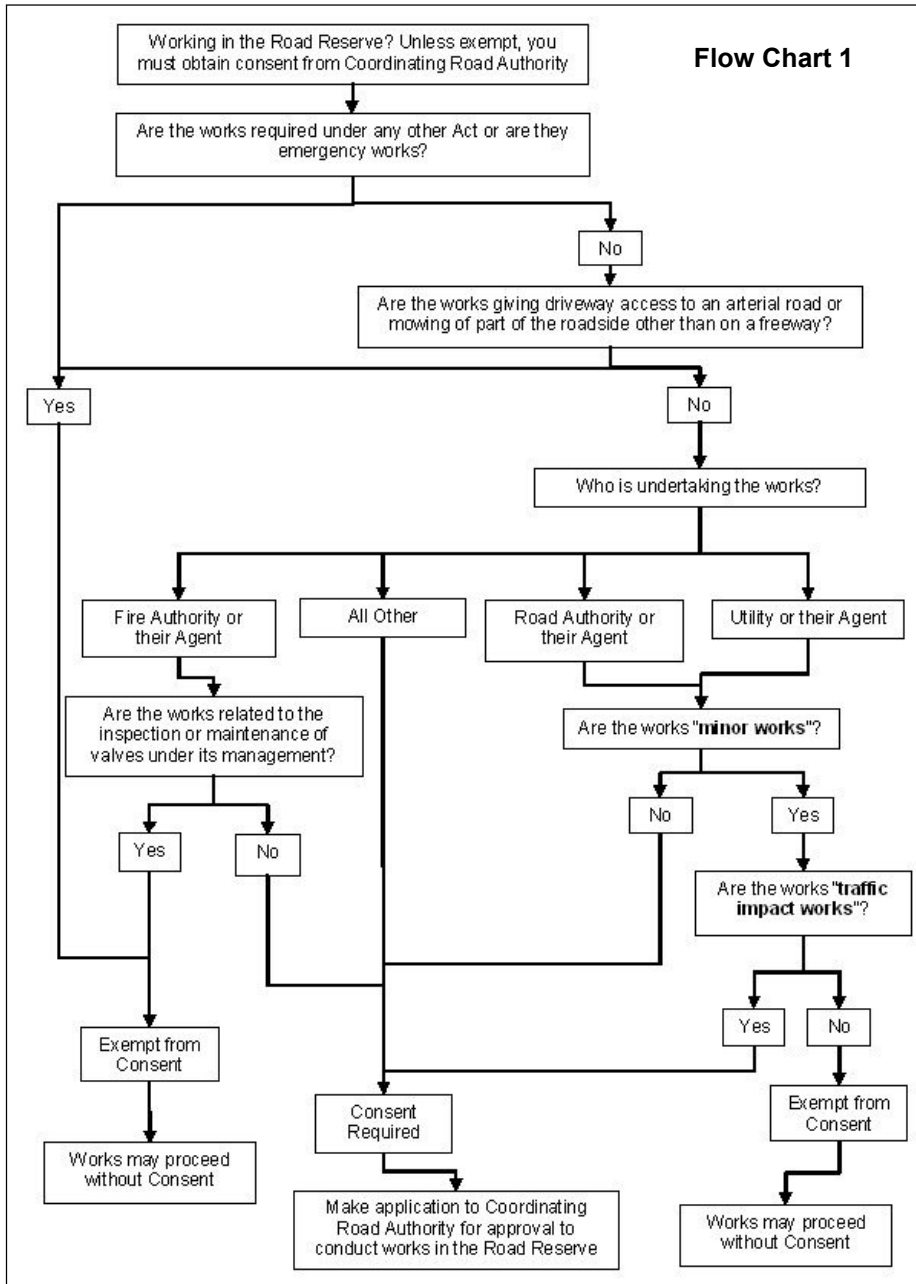 Flow Chart 1
Working in the Road Reserve? Unless exempt, you
must obtain consent from Coordinating Road Authority
Are the works required under any other Act or are they
emergency works?
No
Are the works giving driveway access to an arterial road or
mowing of part of the roadside other than on a freeway?
Yes
No
Who is undertaking the works?
Fire Authority or
their Agent
All Other
Road Authority or
their Agent
Utility or their Agent
Are the works related to the
inspection or maintenance of
valves under its management?
Are the works "minor works"?
Yes
No
No
Yes
Are the works "traffic
impact works"?
Yes
No
Exempt from
Consent
Consent
Required
Exempt from
Consent
Works may proceed
without Consent
Make application to Coordinating
Road Authority for approval to
conduct works in the Road Reserve
Works may proceed
without Consent